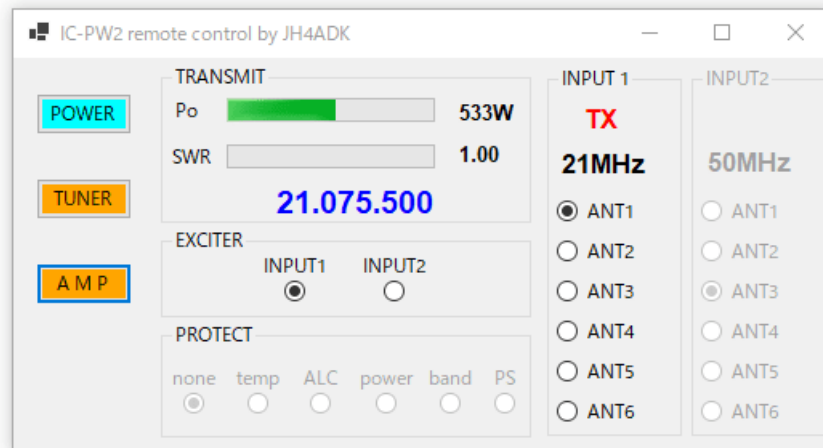 IC-PW2 remote control by JH4ADK
POWER
TUNER
A M P
TRANSMIT
Po 533W
SWR 1.00
21.075.500
EXCITER
INPUT1 INPUT2
PROTECT
none temp ALC power band PS
INPUT 1
TX
21MHz
ANT1
ANT2
ANT3
ANT4
ANT5
ANT6
INPUT2
50MHz
ANT1
ANT2
ANT3
ANT4
ANT5
ANT6